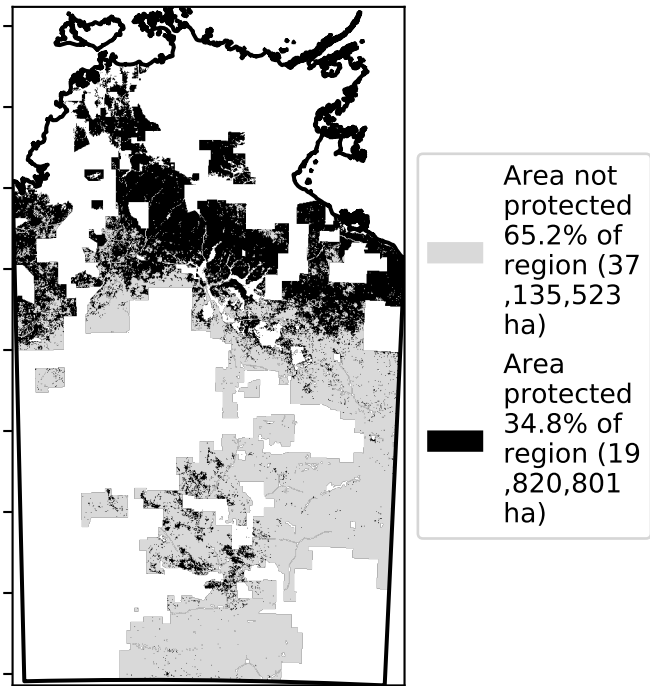 Area not
protected
65.2% of
region (37
,135,523
ha)
Area
protected
34.8% of
region (19
,820,801
ha)